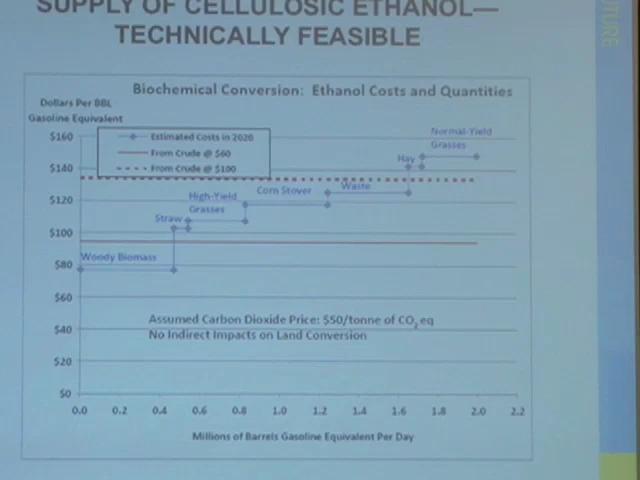 SUPPLY OF CELLULOSIC ETHANOL—
TECHNICALLY FEASIBLE
UTURE
Biochemical Conversion: Ethanol Costs and Quantities
Dollars Per BBL
Gasoline Equivalent
Estimated Costs in 2020
From Crude @ $60
From Crude @ $100
$160
$140
$120
$100
$80
$60
$40
$20
$0
Normal-Yield
Grasses
Hay
Waste
Corn Stover
High-Yield
Grasses
Straw
Woody Biomass
Assumed Carbon Dioxide Price: $50/tonne of CO2 eq
No Indirect Impacts on Land Conversion
0.0 0.2 0.4 0.6 0.8 1.0 1.2 1.4 1.6 1.8 2.0 2.2
Millions of Barrels Gasoline Equivalent Per Day